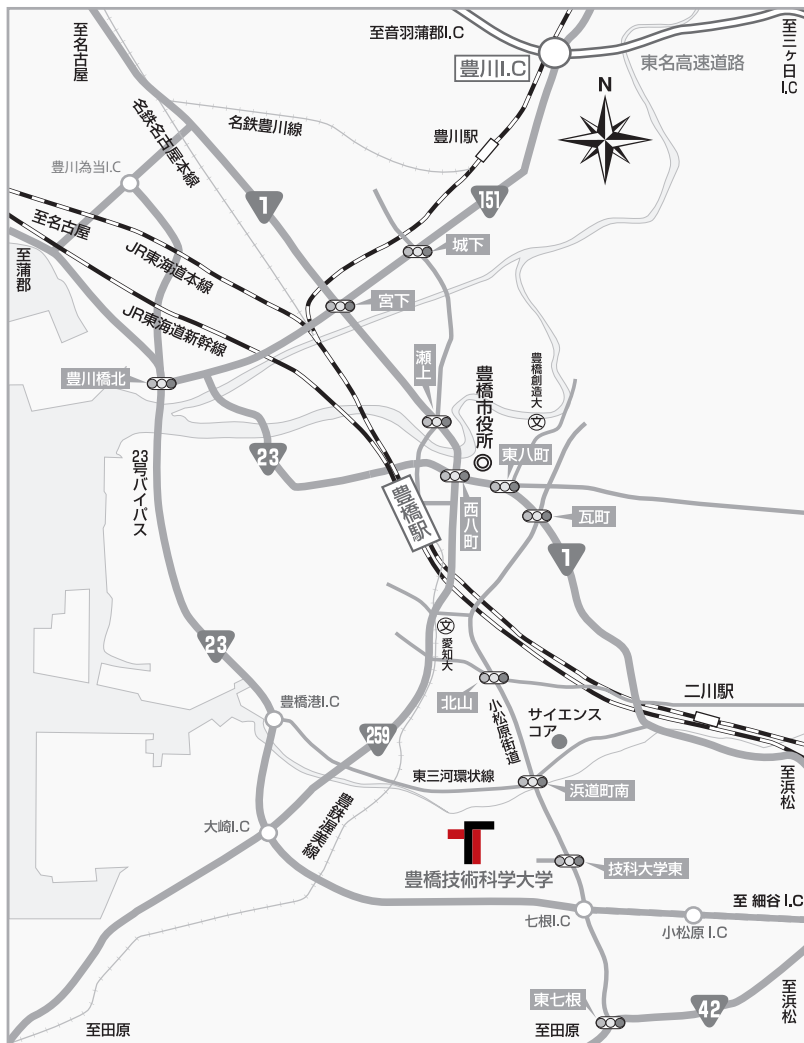 至名古屋
至音羽蒲郡I.C
豊川I.C
東名高速道路
至三ヶ日I.C
N
名鉄名古屋本線
名鉄豊川線
豊川駅
豊川為当I.C
1
151
至名古屋
JR東海道本線
城下
至蒲郡
JR東海道新幹線
宮下
瀬上
豊川橋北
豊橋市役所
豊橋創造大
文
23号バイパス
23
東八町
豊橋駅
西八町
瓦町
1
23
文
愛知大
北山
小松原街道
二川駅
サイエンス
コア
豊橋港I.C
259
東三河環状線
浜道町南
至浜松
大崎I.C
豊鉄渥美線
豊橋技術科学大学
技科大学東
至 細谷 I.C
七根I.C
小松原 I.C
東七根
42
至浜松
至田原
至田原